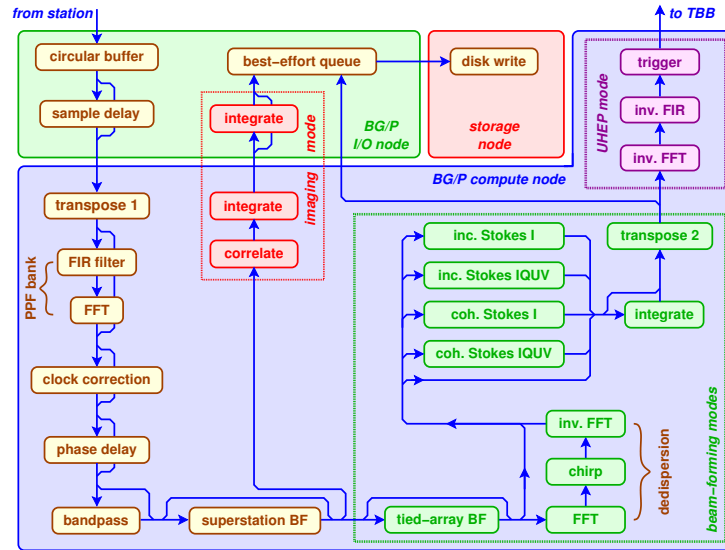 from station
to TBB
circular buffer
best-effort queue
disk write
trigger
sample delay
integrate
inv. FIR
UHEP mode
BG/P
I/O node
storage
node
inv. FFT
imaging mode
BG/P compute node
transpose 1
integrate
inc. Stokes I
transpose 2
correlate
FIR filter
inc. Stokes IQUV
PPF bank
FFT
coh. Stokes I
integrate
coh. Stokes IQUV
clock correction
beam-forming modes
inv. FFT
phase delay
chirp
dedispersion
bandpass
superstation BF
tied-array BF
FFT